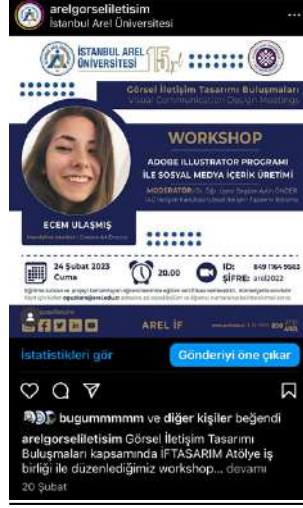 arelgorseliletisim
İstanbul Arel Üniversitesi
İSTANBUL AREL
ÜNİVERSİTESİ
15
Görsel İletişim Tasarımı Buluşmaları
Visual Communication Design Meetings
WORKSHOP
ADOBE ILLUSTRATOR PROGRAMI
İLE SOSYAL MEDYA İÇERİK ÜRETİMİ
MODERATÖR:
ECEM ULAŞMIŞ
24 Şubat 2023
Cuma
20.00
ID:
ŞİFRE: arel2022
AREL İF
İstatistikleri gör
Gönderiyi öne çıkar
bugummmmm ve diğer kişiler beğendi
arelgorseliletisim Görsel İletişim Tasarımı
Buluşmaları kapsamında İFTASARIM Atölye iş
birliği ile düzenlediğimiz workshop... devamı
20 Şubat